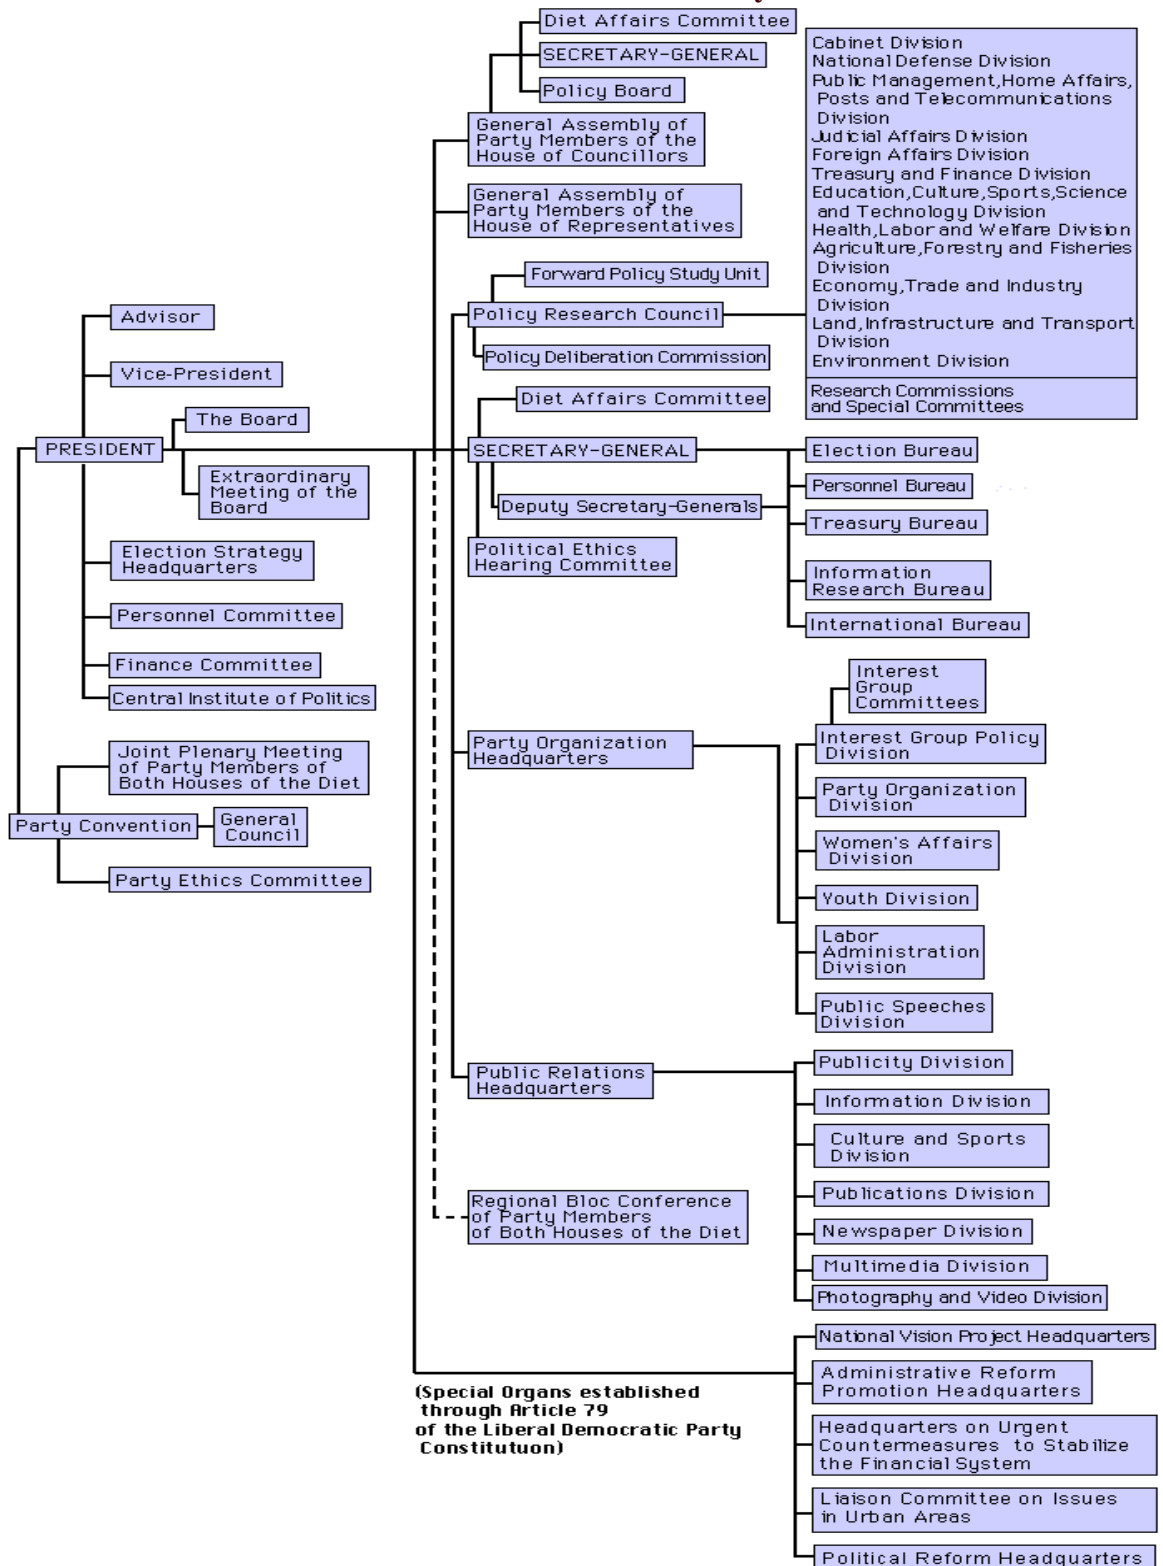 Diet Affairs Committee
SECRETARY-GENERAL
Policy Board
General Assembly of
Party Members of the
House of Councillors
General Assembly of
Party Members of the
House of Representatives
Forward Policy Study Unit
Policy Research Council
Policy Deliberation Commission
Cabinet Division
National Defense Division
Public Management,Home Affairs,
Posts and Telecommunications
Division
Judicial Affairs Division
Foreign Affairs Division
Treasury and Finance Division
Education,Culture,Sports,Science
and Technology Division
Health,Labor and Welfare Division
Agriculture,Forestry and Fisheries
Division
Economy,Trade and Industry
Division
Land,Infrastructure and Transport
Division
Environment Division
Research Commissions
and Special Committees
Advisor
Vice-President
The Board
PRESIDENT
Extraordinary
Meeting of the
Board
Election Strategy
Headquarters
Personnel Committee
Finance Committee
Central Institute of Politics
Joint Plenary Meeting
of Party Members of
Both Houses of the Diet
Party Convention
General
Council
Party Ethics Committee
Diet Affairs Committee
SECRETARY-GENERAL
Deputy Secretary-Generals
Political Ethics
Hearing Committee
Election Bureau
Personnel Bureau
Treasury Bureau
Information
Research Bureau
International Bureau
Party Organization
Headquarters
Interest
Group
Committees
Interest Group Policy
Division
Party Organization
Division
Women's Affairs
Division
Youth Division
Labor
Administration
Division
Public Speeches
Division
Public Relations
Headquarters
Publicity Division
Information Division
Culture and Sports
Division
Publications Division
Newspaper Division
Multimedia Division
Photography and Video Division
Regional Bloc Conference
of Party Members
of Both Houses of the Diet
(Special Organs established
through Article 79
of the Liberal Democratic Party
Constitutuon)
National Vision Project Headquarters
Administrative Reform
Promotion Headquarters
Headquarters on Urgent
Countermeasures to Stabilize
the Financial System
Liaison Committee on Issues
in Urban Areas
Political Reform Headquarters